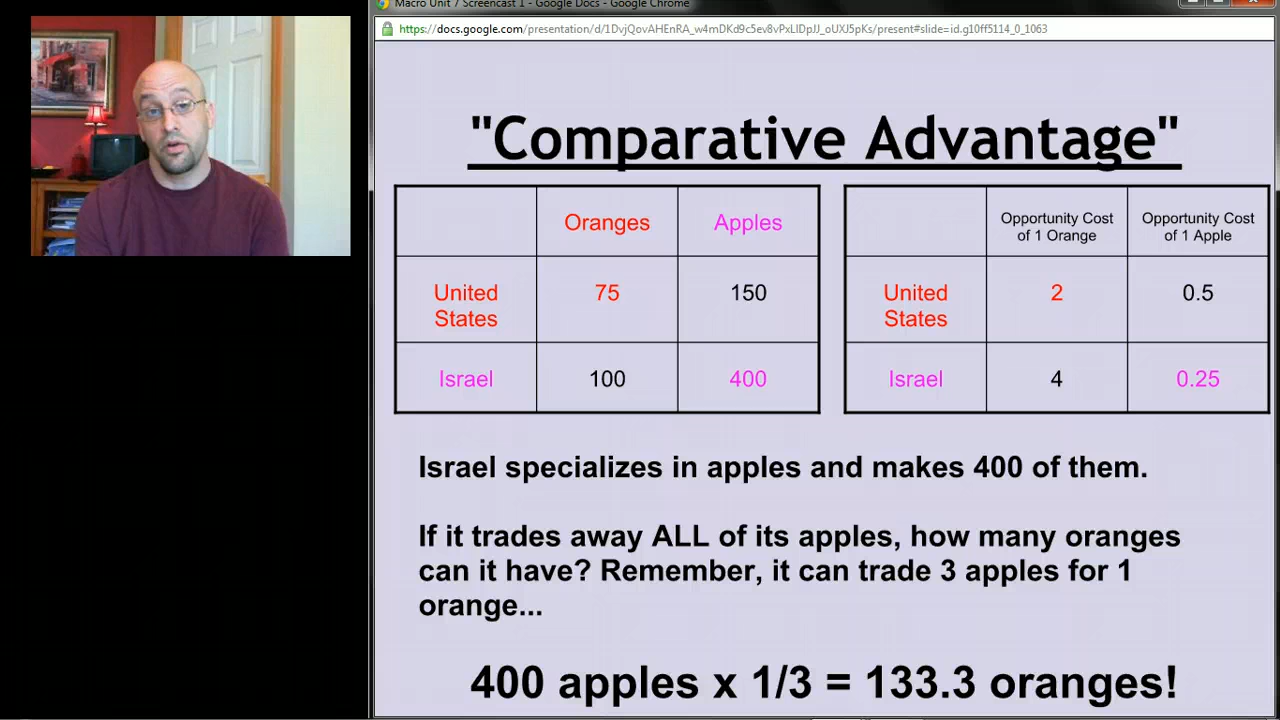 Macro Unit 7 Screencast 1 - Google Docs - Google Chrome
https://docs.google.com/presentation/d/1DvjQovAHEnRA_w4mDKd9c5ev8vPxLIDpJJ_oUXJ5pKs/present#slide=id.g10ff5114_0_1063
"Comparative Advantage"
Oranges Apples
United States 75 150
Israel 100 400
Opportunity Cost of 1 Orange Opportunity Cost of 1 Apple
United States 2 0.5
Israel 4 0.25
Israel specializes in apples and makes 400 of them.
If it trades away ALL of its apples, how many oranges
can it have? Remember, it can trade 3 apples for 1
orange...
400 apples x 1/3 = 133.3 oranges!